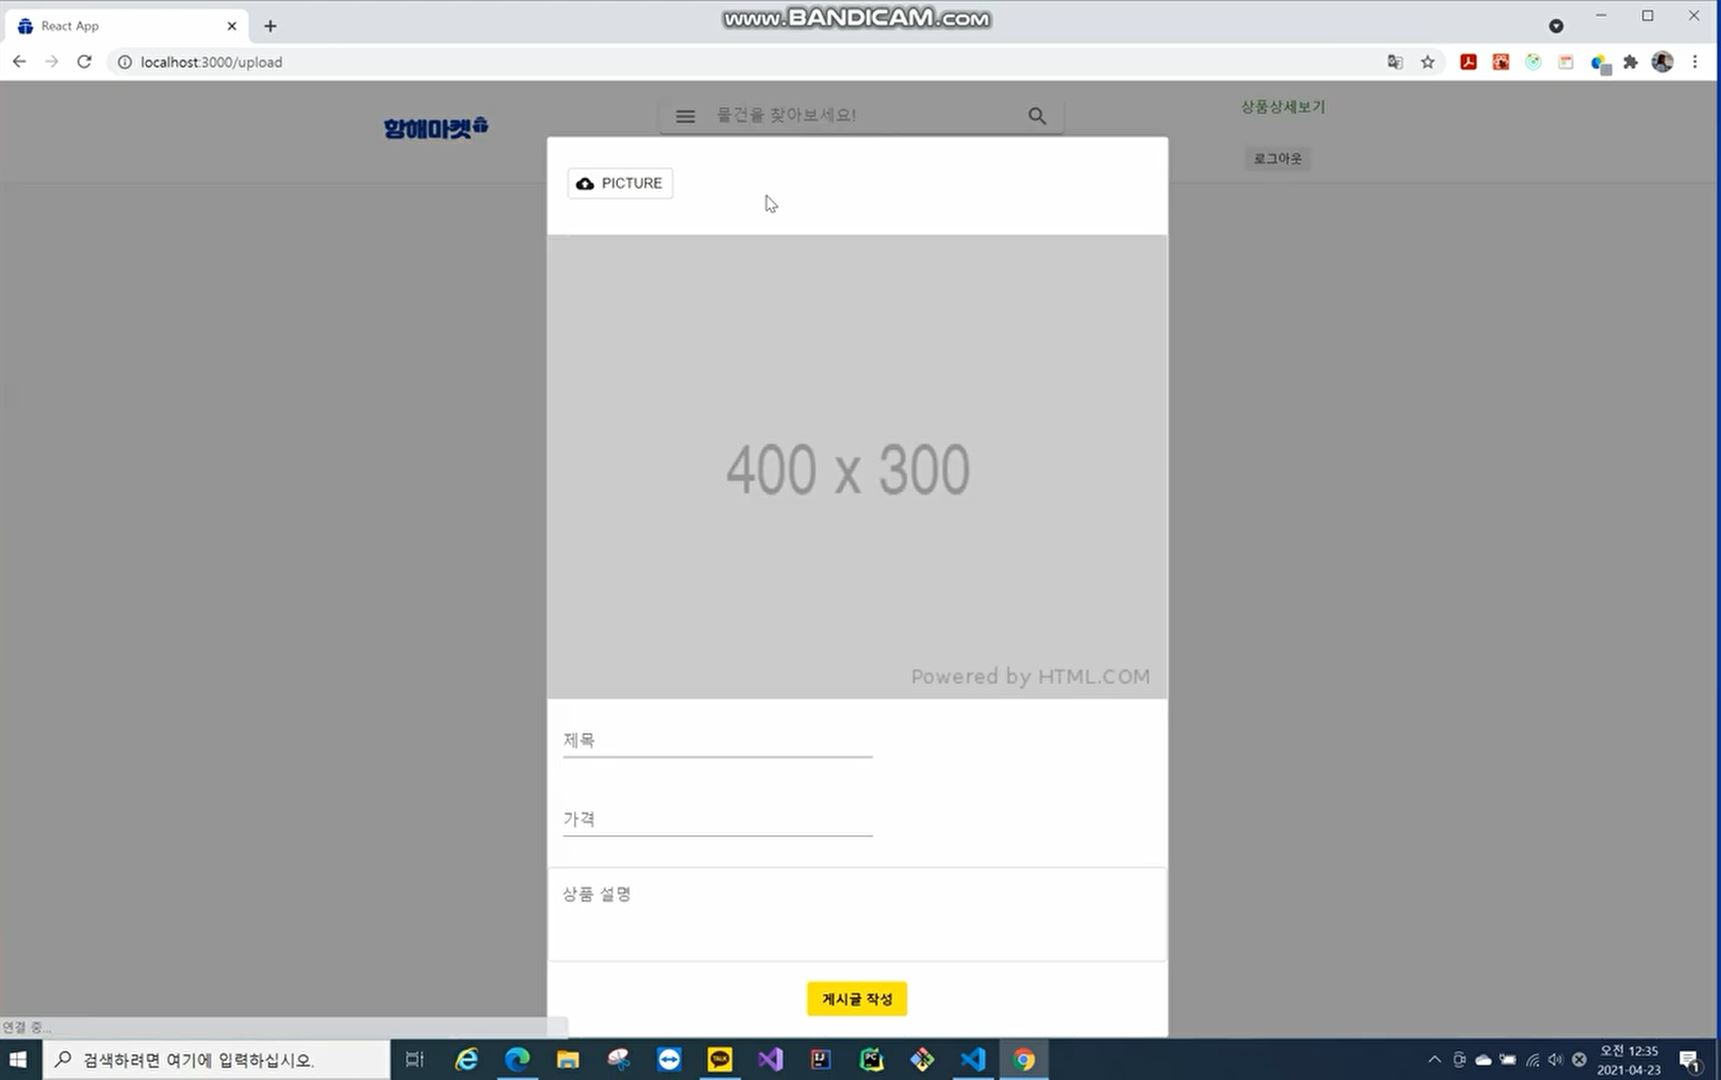 www.BANDICAM.com
React App
localhost:3000/upload
항해마켓
물건을 찾아보세요!
상품상세보기
로그아웃
PICTURE
400 x 300
Powered by HTML.COM
제목
가격
상품 설명
게시글 작성
연결 중...
검색하려면 여기에 입력하십시오.
TALK
PC
오전 12:35
2021-04-23
1